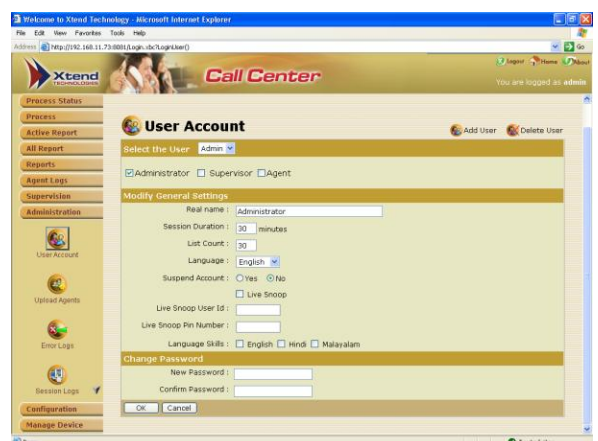 Welcome to Xtend Technology - Microsoft Internet Explorer
File Edit View Favorites Tools Help
Address http://192.168.11.73:8081/Login.xbc?LoginUser() Go
Xtend
TECHNOLOGIES
Call Center
Logout Home About
You are logged as admin
Process Status
Process
Active Report
All Report
Reports
Agent Logs
Supervision
Administration
User Account
Upload Agents
Error Logs
Session Logs
Configuration
Manage Device
User Account
Add User Delete User
Select the User Admin
Administrator Supervisor Agent
Modify General Settings
Real name : Administrator
Session Duration : 30 minutes
List Count : 30
Language : English
Suspend Account : Yes No
Live Snoop
Live Snoop User Id :
Live Snoop Pin Number :
Language Skills : English Hindi Malayalam
Change Password
New Password :
Confirm Password :
OK Cancel